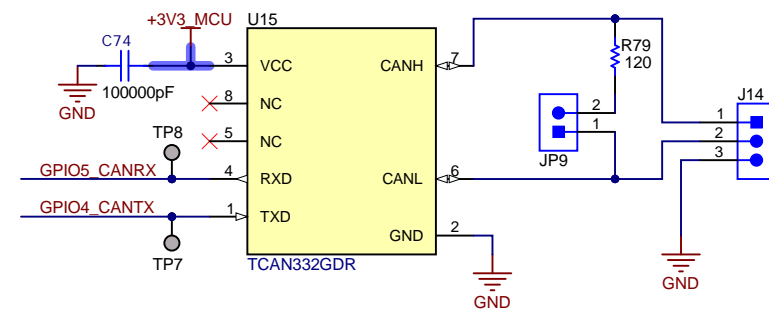 +3V3_MCU
U15
C74
3
VCC
CANH
7
R79
120
100000pF
GND
8
NC
J14
TP8
5
NC
2
1
JP9
1
2
3
GPIO5_CANRX
4
RXD
CANL
6
GPIO4_CANTX
1
TXD
GND
2
TP7
TCAN332GDR
GND
GND